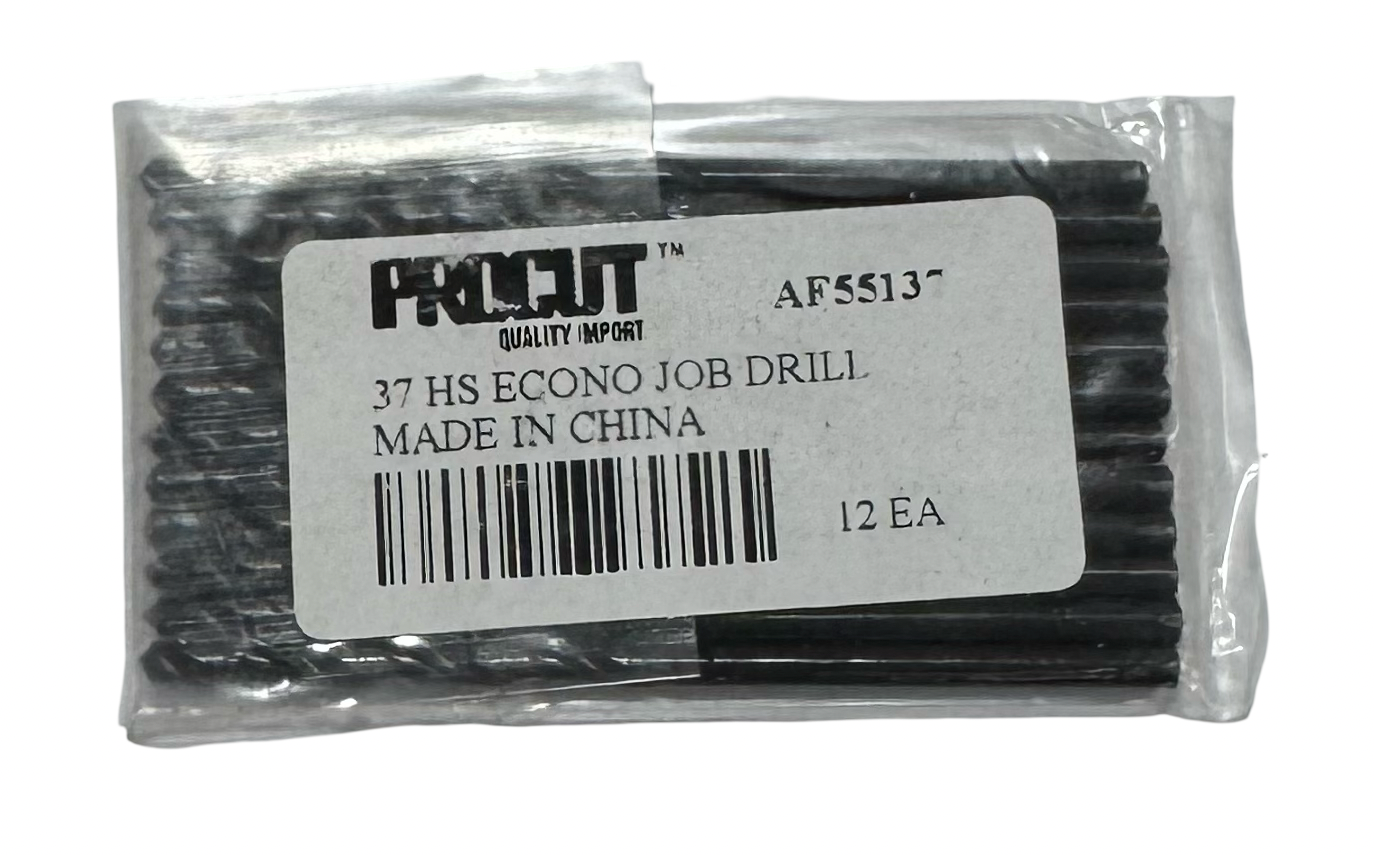 PROCUT™
AF55137
QUALITY IMPORT
37 HS ECONO JOB DRILL
MADE IN CHINA
12 EA